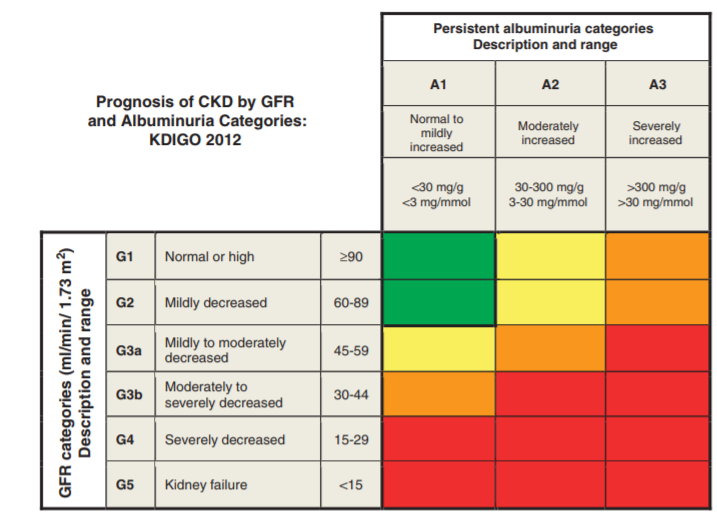 Persistent albuminuria categories
Description and range
Prognosis of CKD by GFR
and Albuminuria Categories:
KDIGO 2012
A1
A2
A3
Normal to
mildly
increased
Moderately
increased
Severely
increased
<30 mg/g
<3 mg/mmol
30-300 mg/g
3-30 mg/mmol
>300 mg/g
>30 mg/mmol
GFR categories (ml/min/ 1.73 m²)
Description and range
G1 Normal or high ≥90
G2 Mildly decreased 60-89
G3a Mildly to moderately
decreased 45-59
G3b Moderately to
severely decreased 30-44
G4 Severely decreased 15-29
G5 Kidney failure <15